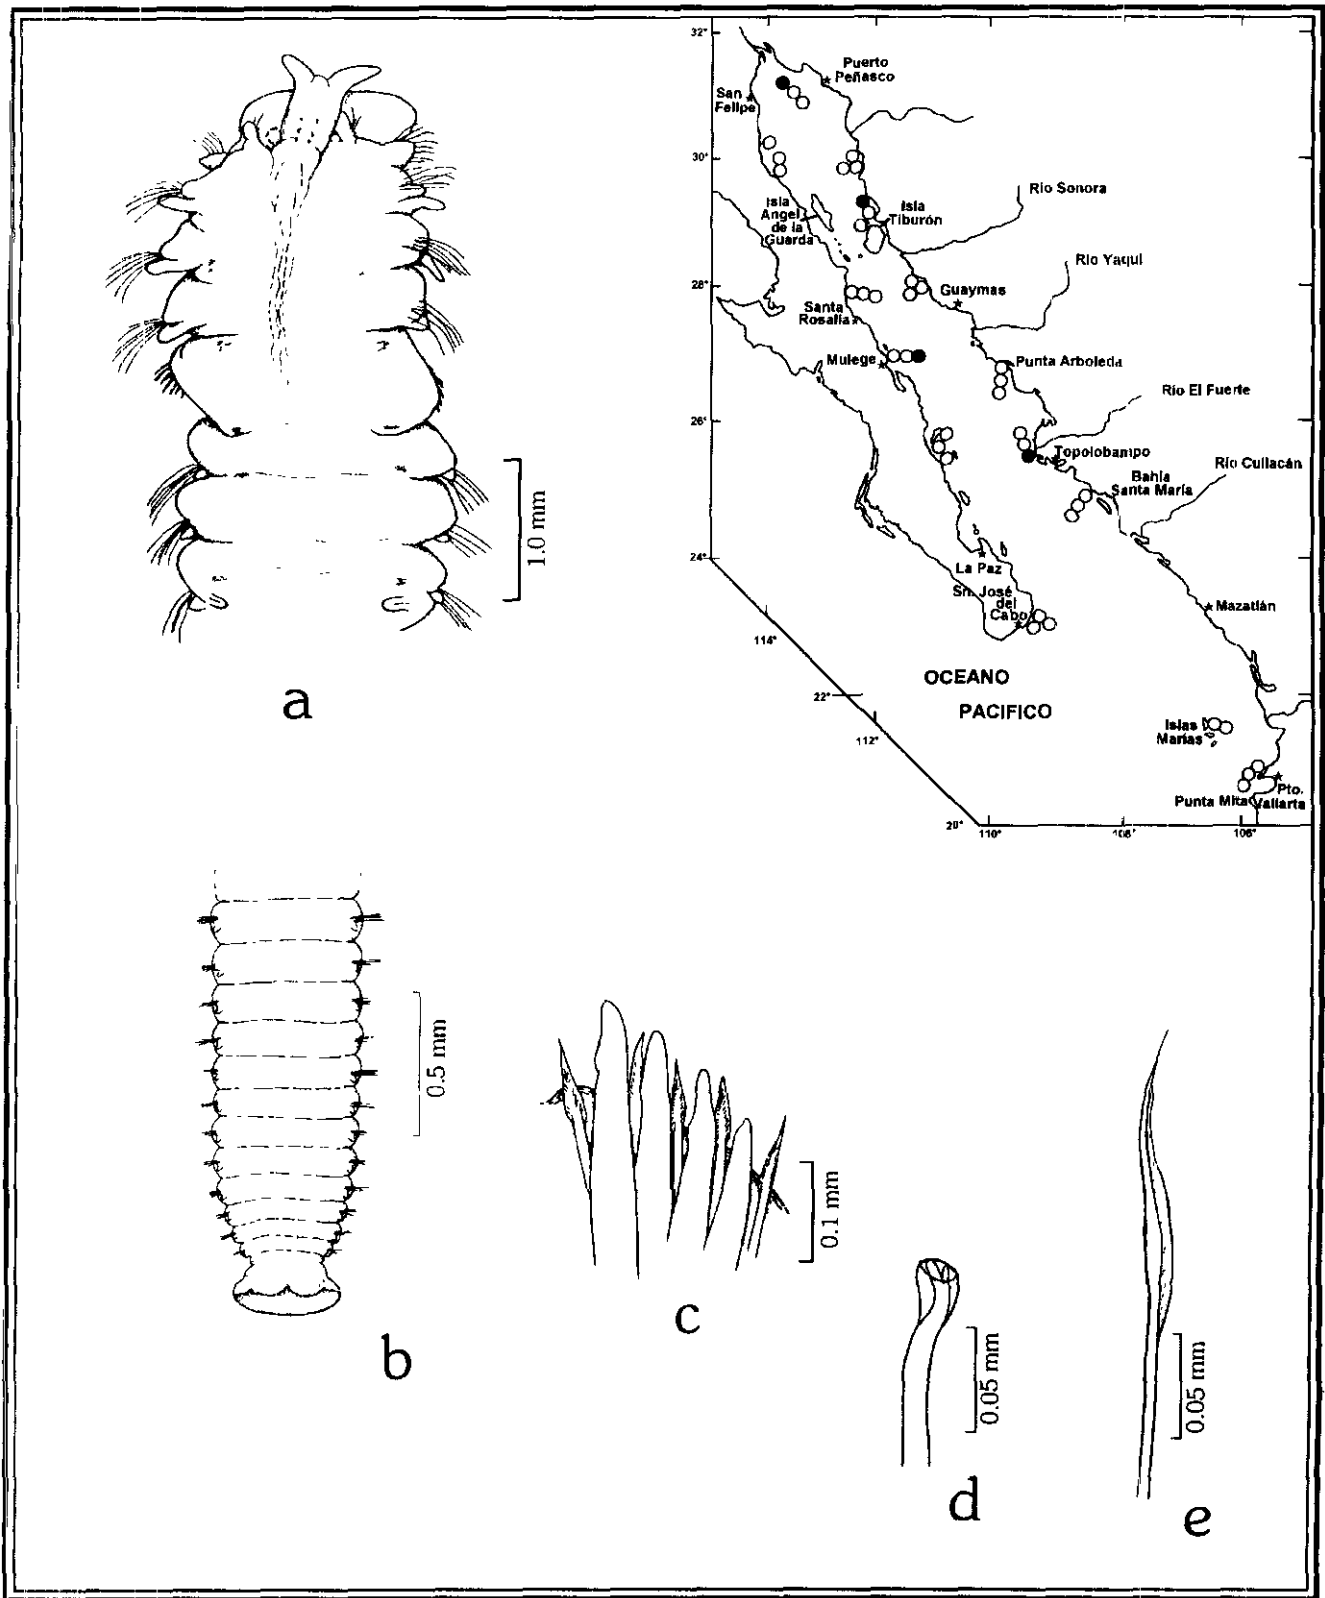 32°
Puerto
Peñasco
San
Felipe
30°
Isla
Angel
de la
Guarda
Isla
Tiburón
Río Sonora
Río Yaqui
28°
Santa
Rosalía
Guaymas
Mulege
Punta Arboleda
Río El Fuerte
26°
Topolobampo
Bahía
Santa María
Río Culiacán
24°
La Paz
Sn. José
del
Cabo
Mazatlán
114°
OCEANO
PACIFICO
22°
112°
Islas
Marías
Pto.
Punta Mita Vallarta
20°
110°
108°
106°
1.0 mm
a
0.5 mm
b
0.1 mm
c
0.05 mm
d
0.05 mm
e